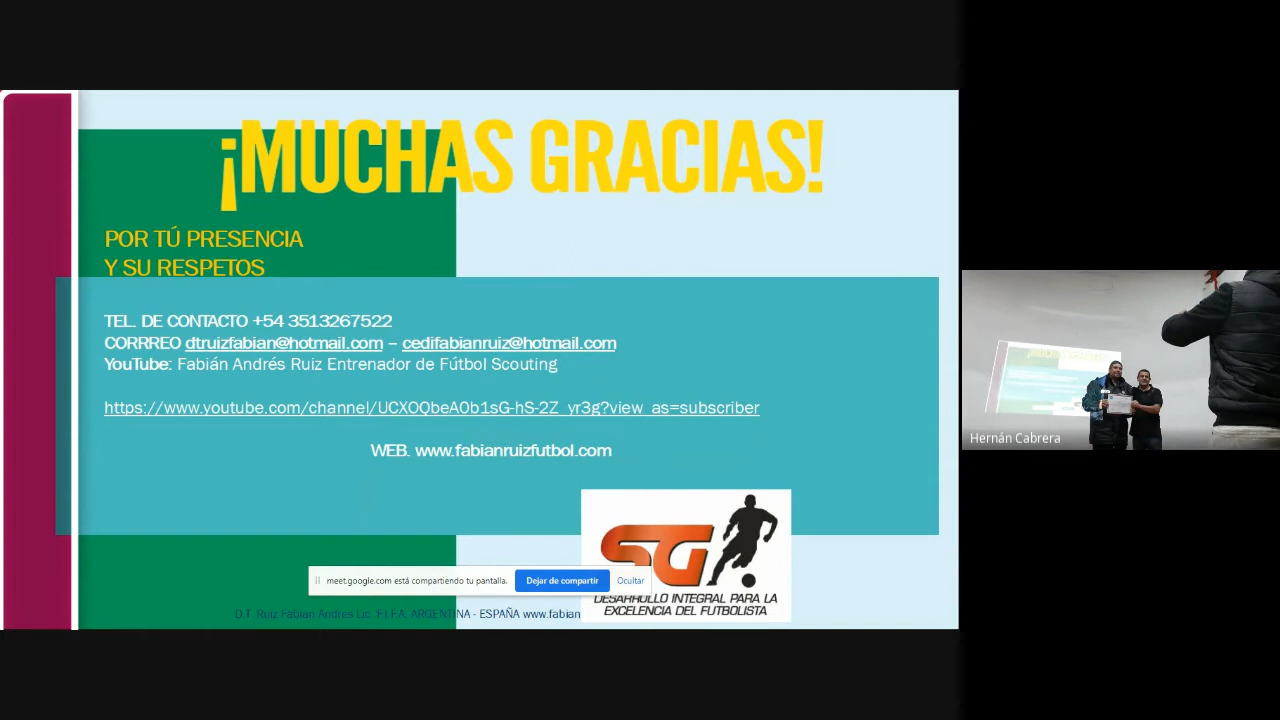 ¡MUCHAS GRACIAS!
POR TÚ PRESENCIA
Y SU RESPETOS
TEL. DE CONTACTO +54 3513267522
CORRREO dtruizfabian@hotmail.com – cedifabianruiz@hotmail.com
YouTube: Fabián Andrés Ruiz Entrenador de Fútbol Scouting
https://www.youtube.com/channel/UCXOQbeA0b1sG-hS-2Z_yr3g?view_as=subscriber
WEB. www.fabianruizfutbol.com
SG
DESARROLLO INTEGRAL PARA LA
EXCELENCIA DEL FUTBOLISTA
meet.google.com está compartiendo tu pantalla.
Dejar de compartir
Ocultar
D.T. Ruiz Fabian Andres Lic. F.I.F.A. ARGENTINA - ESPAÑA www.fabian
Hernán Cabrera
¡MUCHAS GRACIAS!